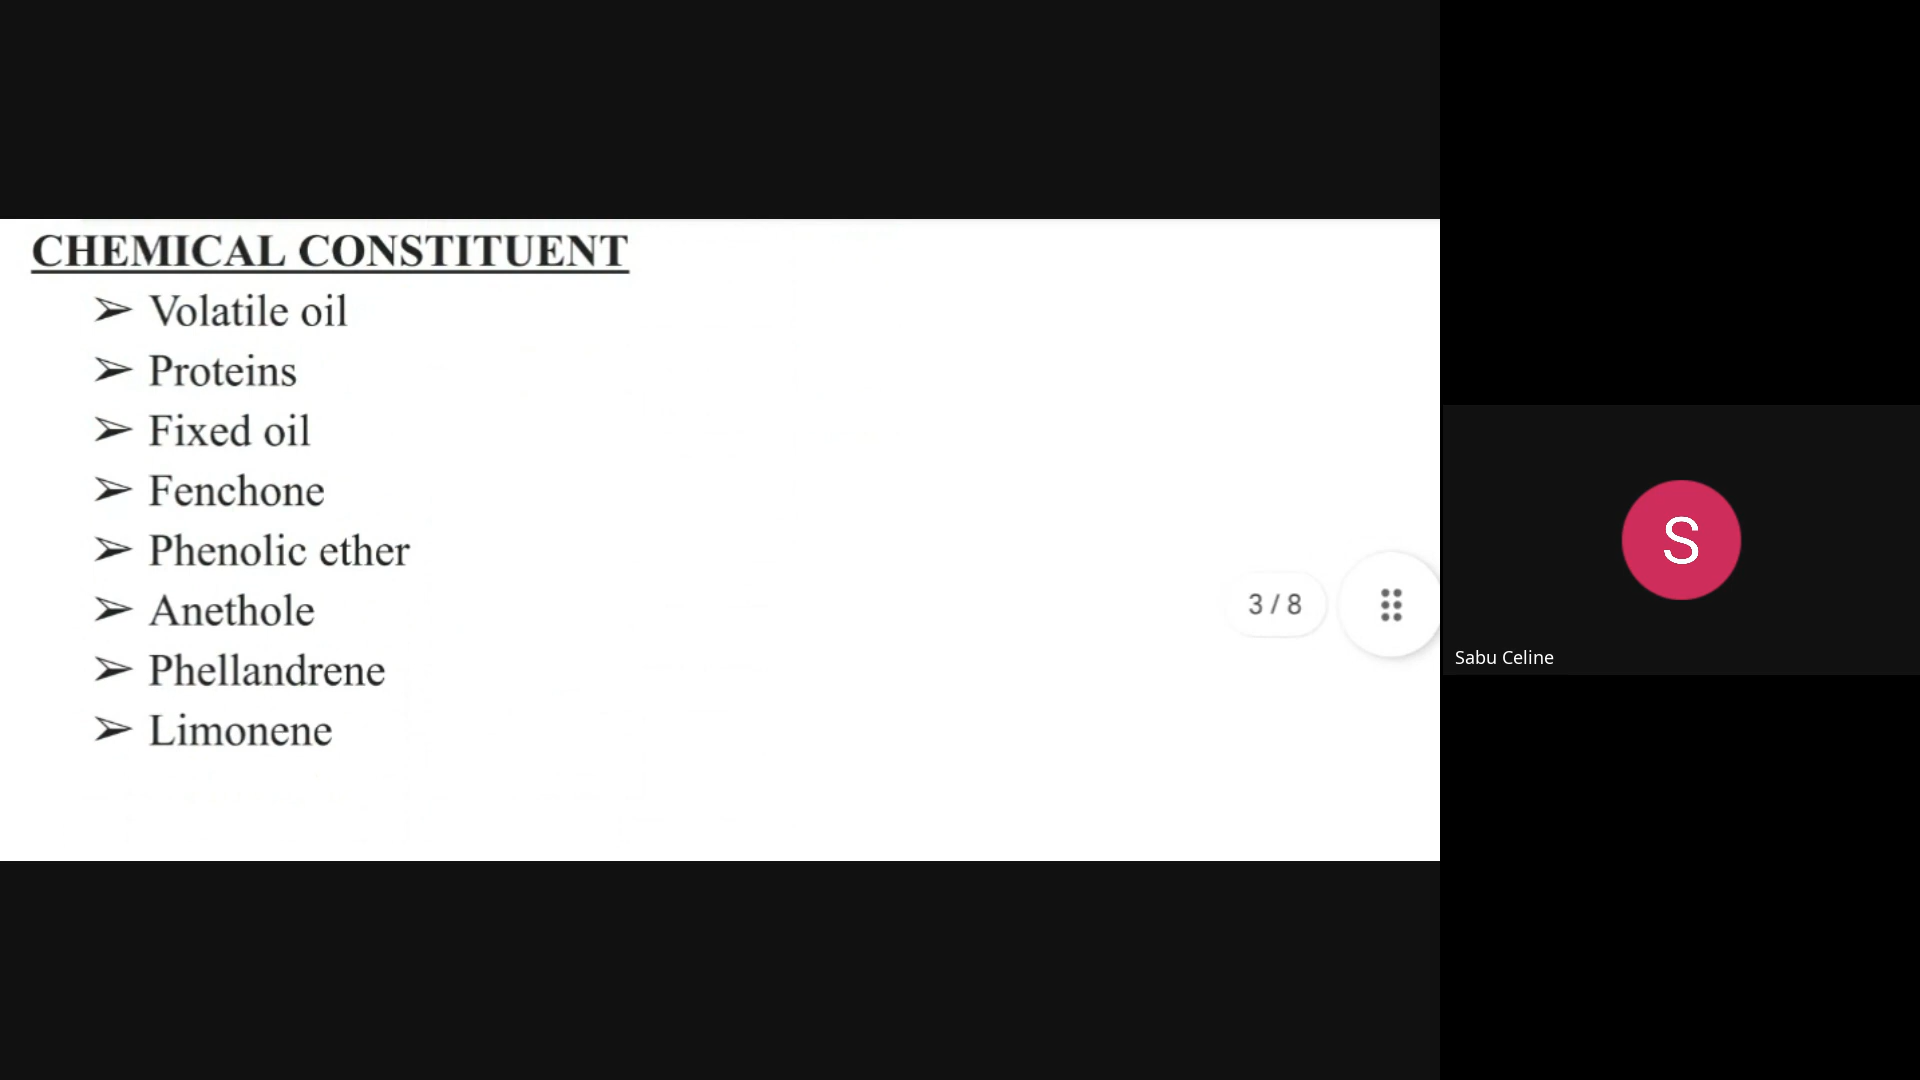 CHEMICAL CONSTITUENT
➢ Volatile oil
➢ Proteins
➢ Fixed oil
➢ Fenchone
➢ Phenolic ether
➢ Anethole
➢ Phellandrene
➢ Limonene
3 / 8
S
Sabu Celine